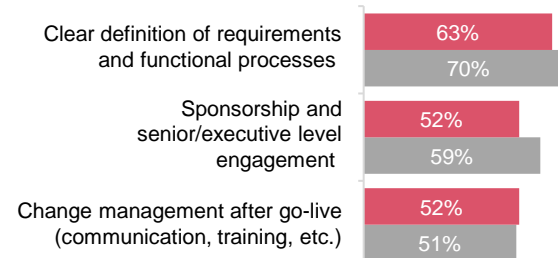 Clear definition of requirements
and functional processes
63%
70%
Sponsorship and
senior/executive level
engagement
52%
59%
Change management after go-live
(communication, training, etc.)
52%
51%